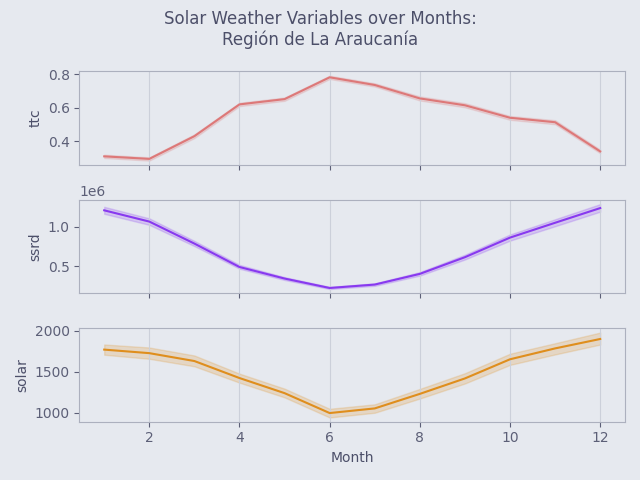 Solar Weather Variables over Months:
Región de La Araucanía
0.8
0.6
0.4
ttc
1e6
1.0
0.5
ssrd
2000
1500
1000
solar
2 4 6 8 10 12
Month